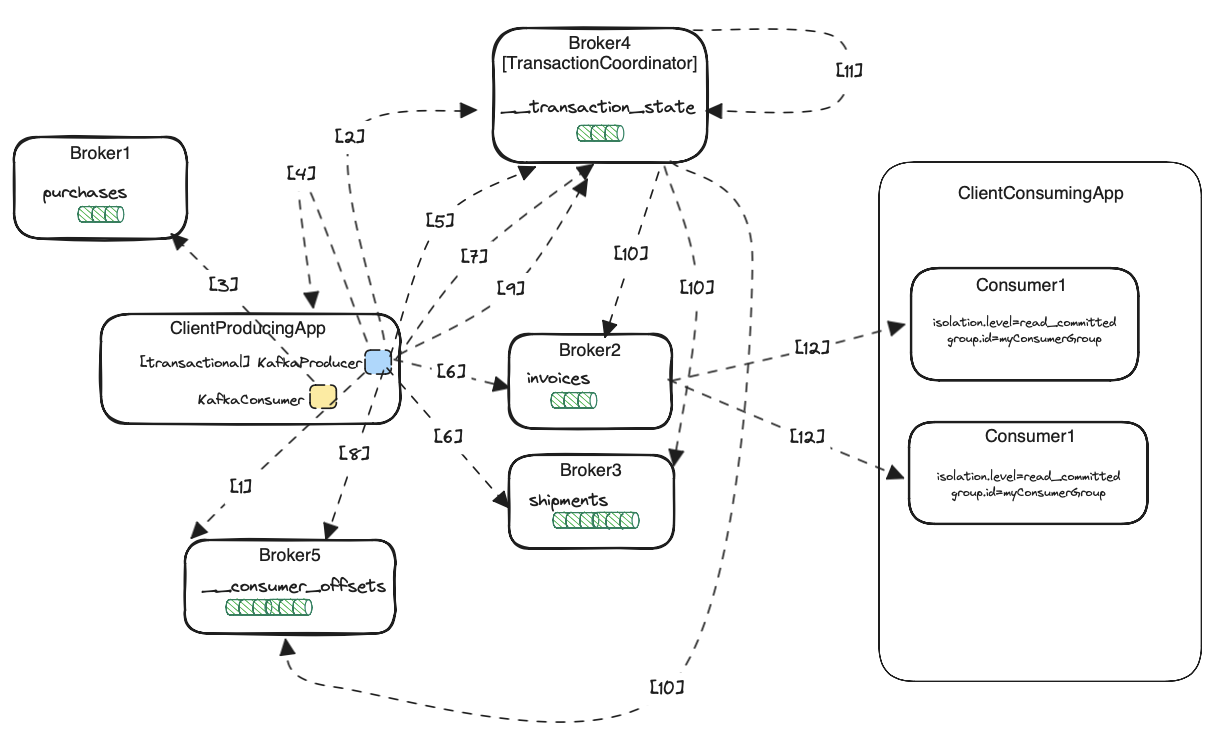 Broker4
[TransactionCoordinator]
__transaction_state
[11]
[2]
Broker1
purchases
[4]
[5]
[7]
[9]
[10]
[10]
[3]
ClientProducingApp
[transactional] KafkaProducer
KafkaConsumer
[6]
[6]
Broker2
invoices
Broker3
shipments
[8]
[1]
Broker5
__consumer_offsets
[10]
[12]
[12]
ClientConsumingApp
Consumer1
isolation.level=read_committed
group.id=myConsumerGroup
Consumer1
isolation.level=read_committed
group.id=myConsumerGroup